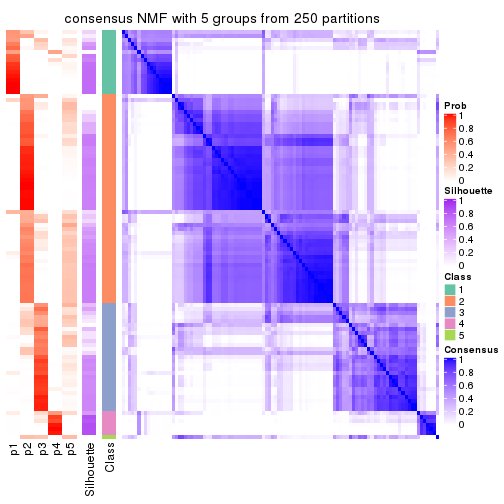 consensus NMF with 5 groups from 250 partitions
Prob
1
0.8
0.6
0.4
0.2
0
Silhouette
1
0.8
0.6
0.4
0.2
0
Class
1
2
3
4
5
Consensus
1
0.8
0.6
0.4
0.2
0
p1
p2
p3
p4
p5
Silhouette
Class